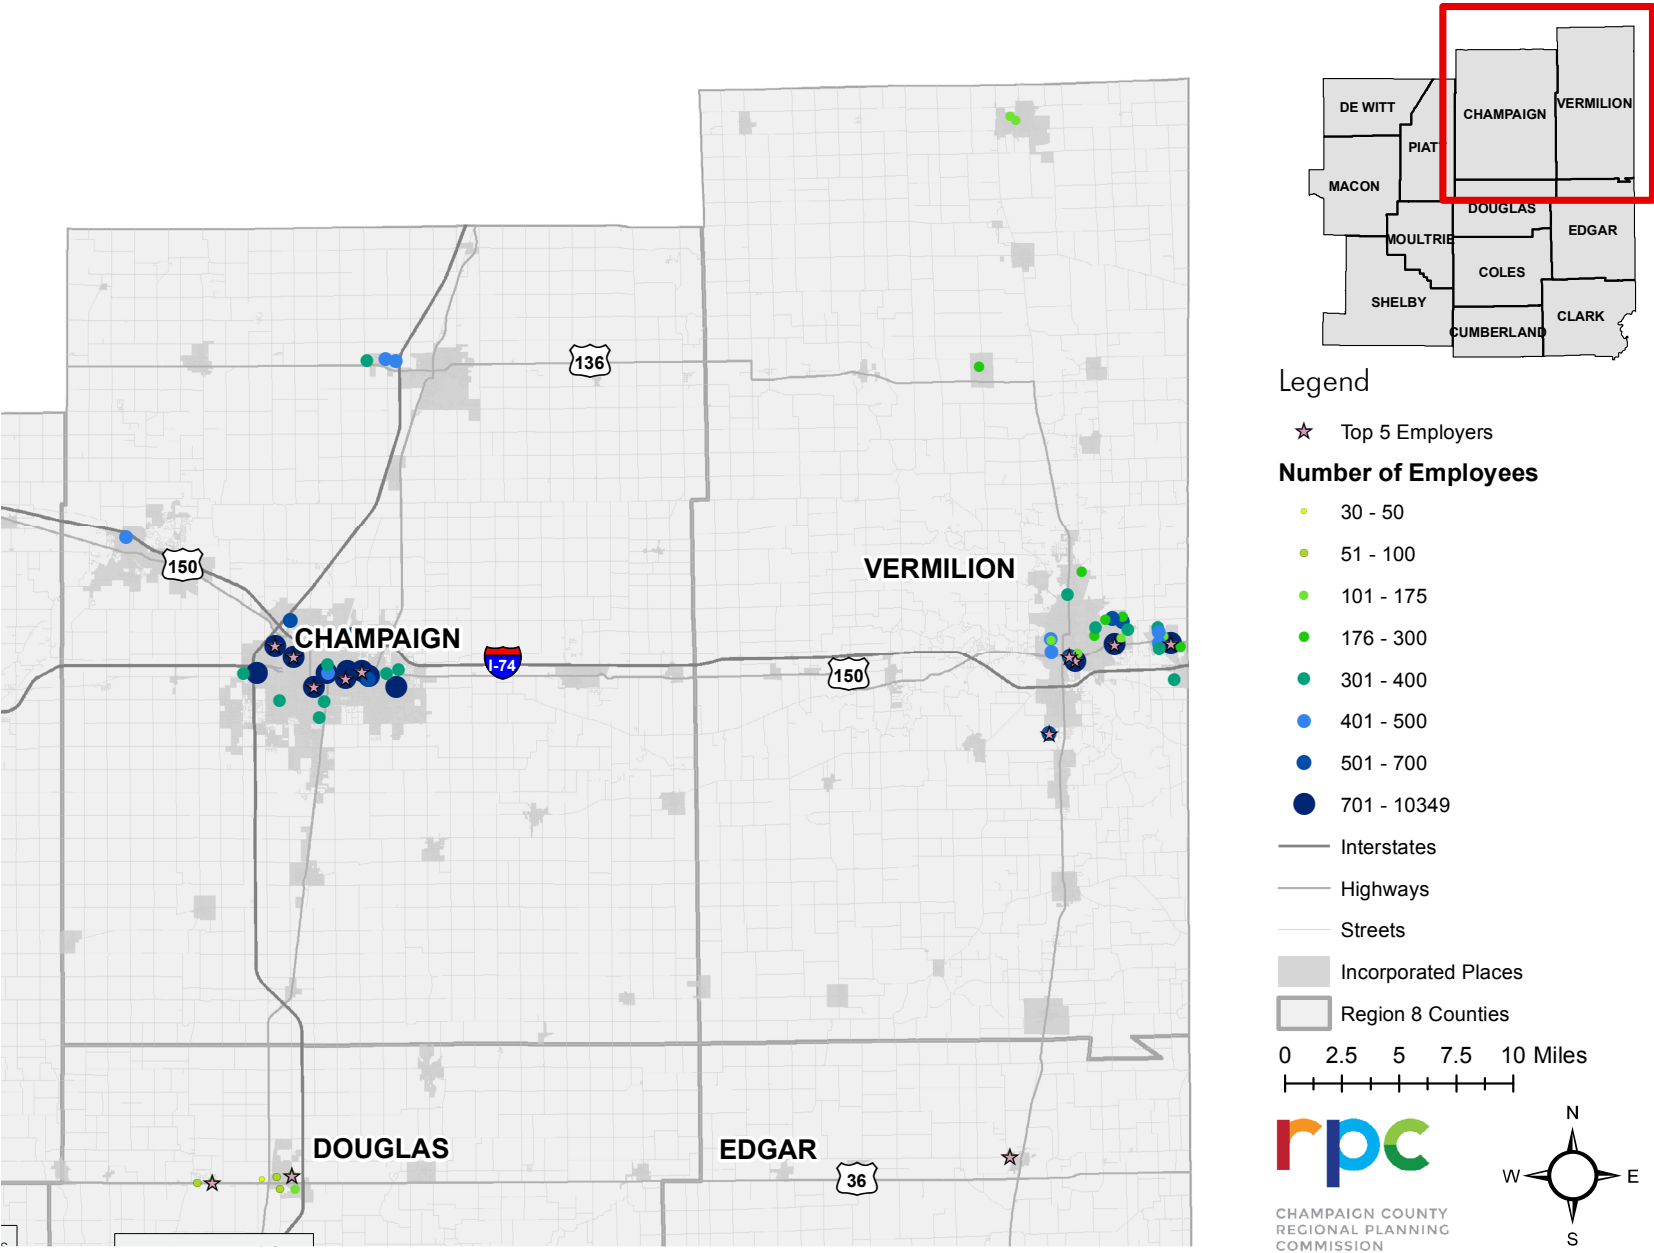 136
150
CHAMPAIGN
I-74
VERMILION
150
DOUGLAS
EDGAR
36
DE WITT
CHAMPAIGN
VERMILION
PIAT
MACON
DOUGLAS
MOULTRIE
EDGAR
COLES
SHELBY
CLARK
CUMBERLAND
Legend
Top 5 Employers
Number of Employees
30 - 50
51 - 100
101 - 175
176 - 300
301 - 400
401 - 500
501 - 700
701 - 10349
Interstates
Highways
Streets
Incorporated Places
Region 8 Counties
0 2.5 5 7.5 10 Miles
rpc
CHAMPAIGN COUNTY
REGIONAL PLANNING
COMMISSION
N
W E
S